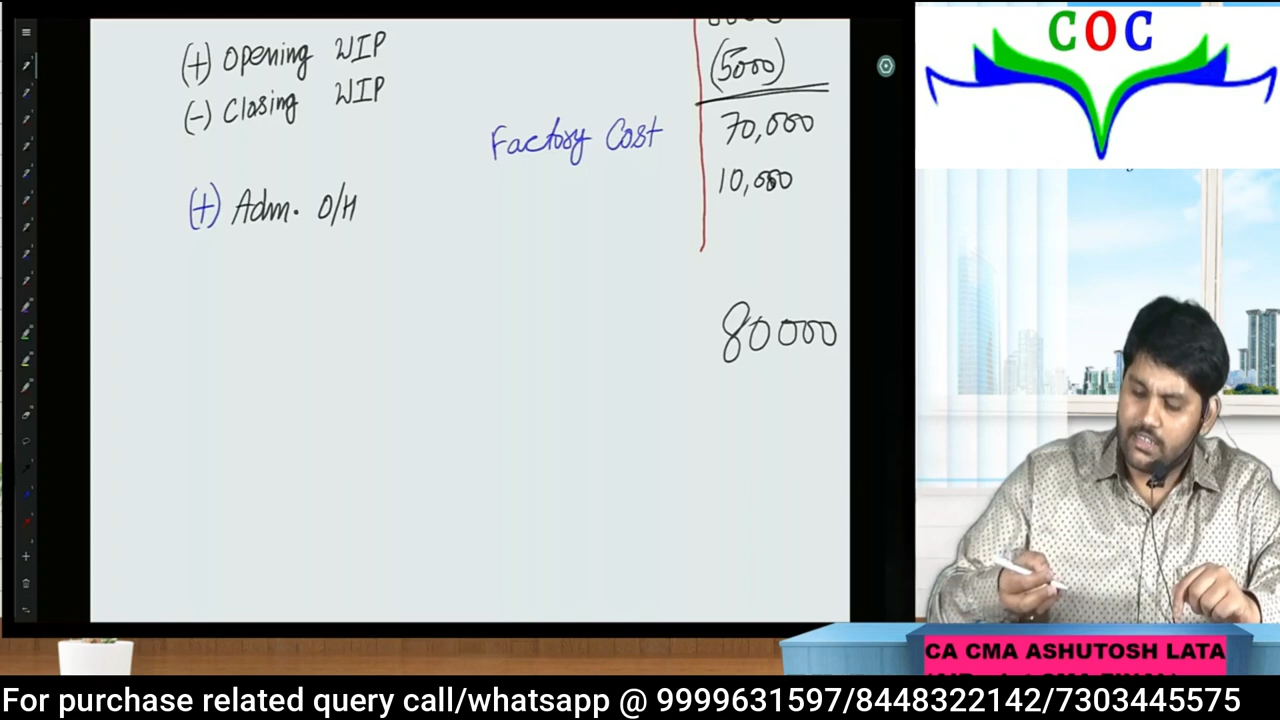 (+) Opening WIP
(5000)
(-) Closing WIP
Factory Cost 70,000
10,000
(+) Adm. O/H
80000
COC
CA CMA ASHUTOSH LATA
For purchase related query call/whatsapp @ 9999631597/8448322142/7303445575